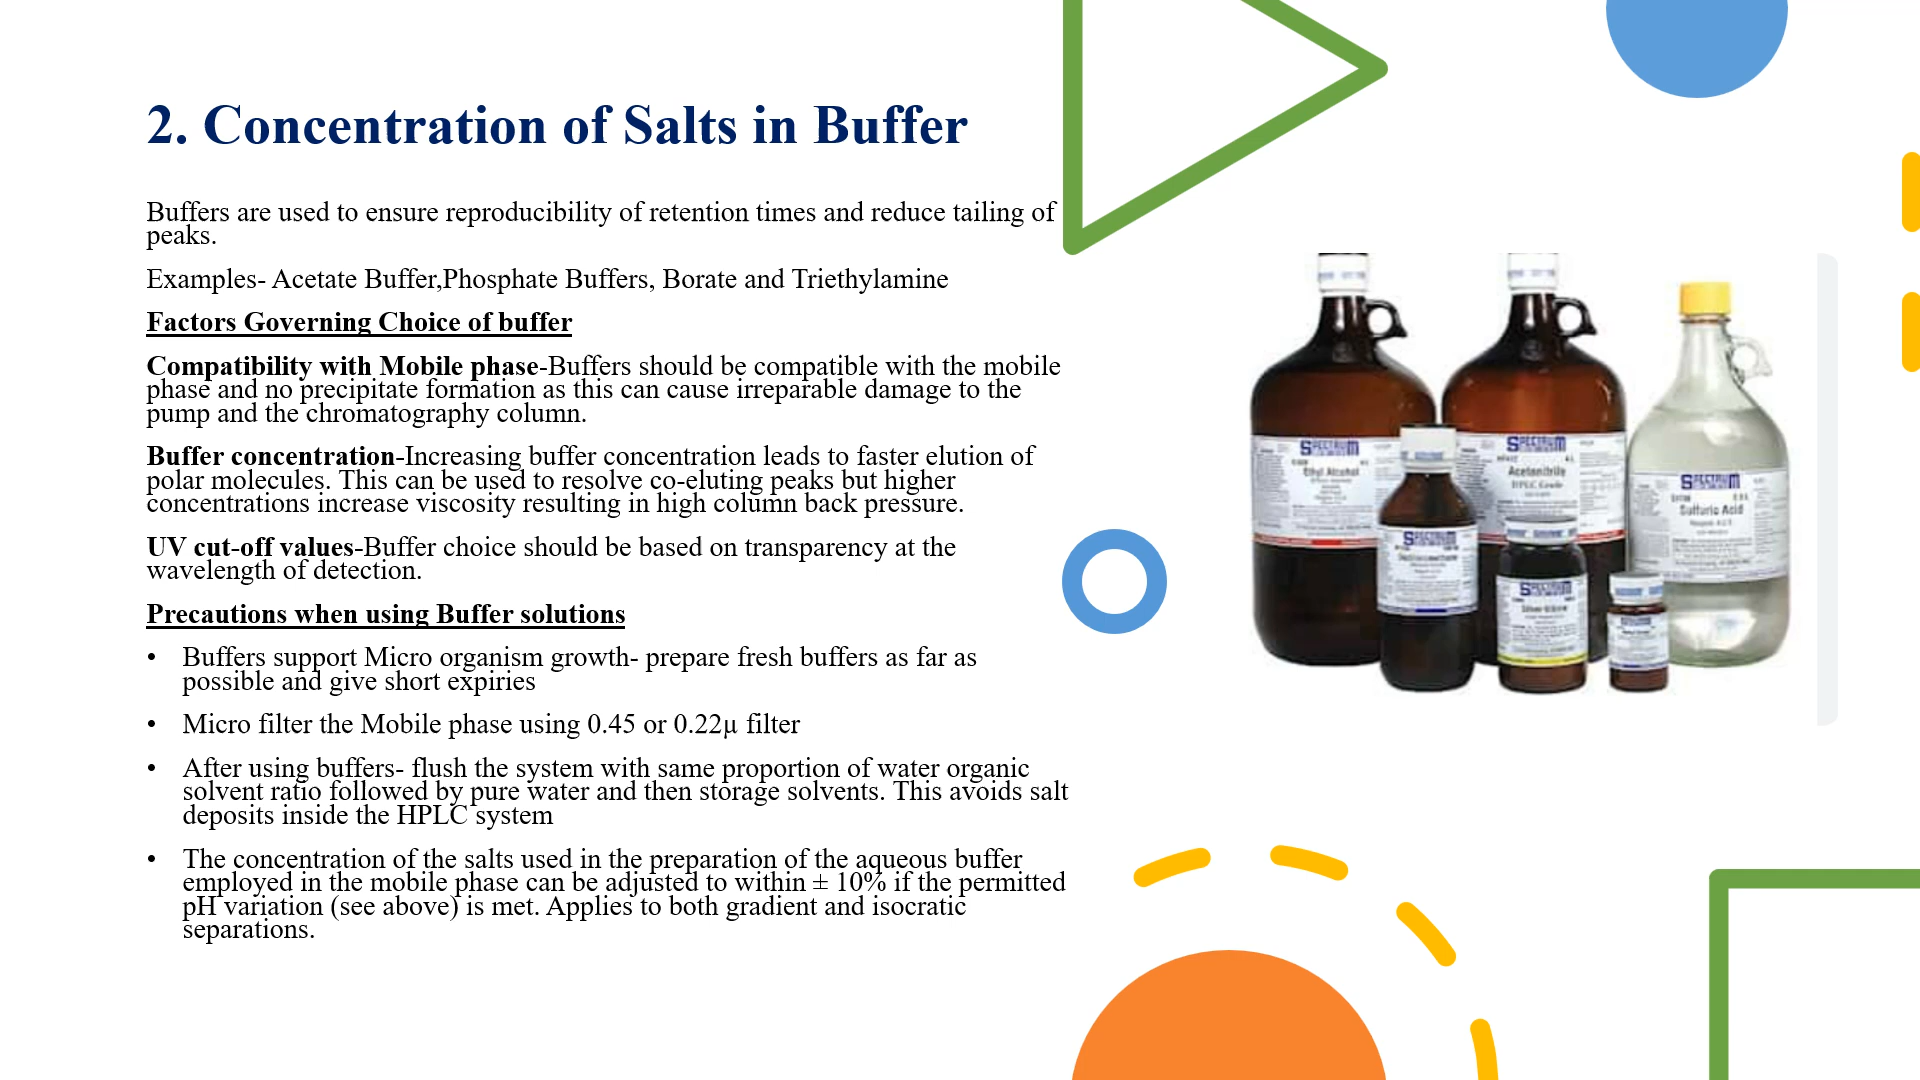 2. Concentration of Salts in Buffer
Buffers are used to ensure reproducibility of retention times and reduce tailing of
peaks.
Examples- Acetate Buffer,Phosphate Buffers, Borate and Triethylamine
Factors Governing Choice of buffer
Compatibility with Mobile phase-Buffers should be compatible with the mobile
phase and no precipitate formation as this can cause irreparable damage to the
pump and the chromatography column.
Buffer concentration-Increasing buffer concentration leads to faster elution of
polar molecules. This can be used to resolve co-eluting peaks but higher
concentrations increase viscosity resulting in high column back pressure.
UV cut-off values-Buffer choice should be based on transparency at the
wavelength of detection.
Precautions when using Buffer solutions
• Buffers support Micro organism growth- prepare fresh buffers as far as
possible and give short expiries
• Micro filter the Mobile phase using 0.45 or 0.22µ filter
• After using buffers- flush the system with same proportion of water organic
solvent ratio followed by pure water and then storage solvents. This avoids salt
deposits inside the HPLC system
• The concentration of the salts used in the preparation of the aqueous buffer
employed in the mobile phase can be adjusted to within ± 10% if the permitted
pH variation (see above) is met. Applies to both gradient and isocratic
separations.
SPECTRUM
Ethyl Alcohol
SPECTRUM
Acetonitrile
HPLC Grade
SPECTRUM
Sulfuric Acid
SPECTRUM
SPECTRUM
SPECTRUM